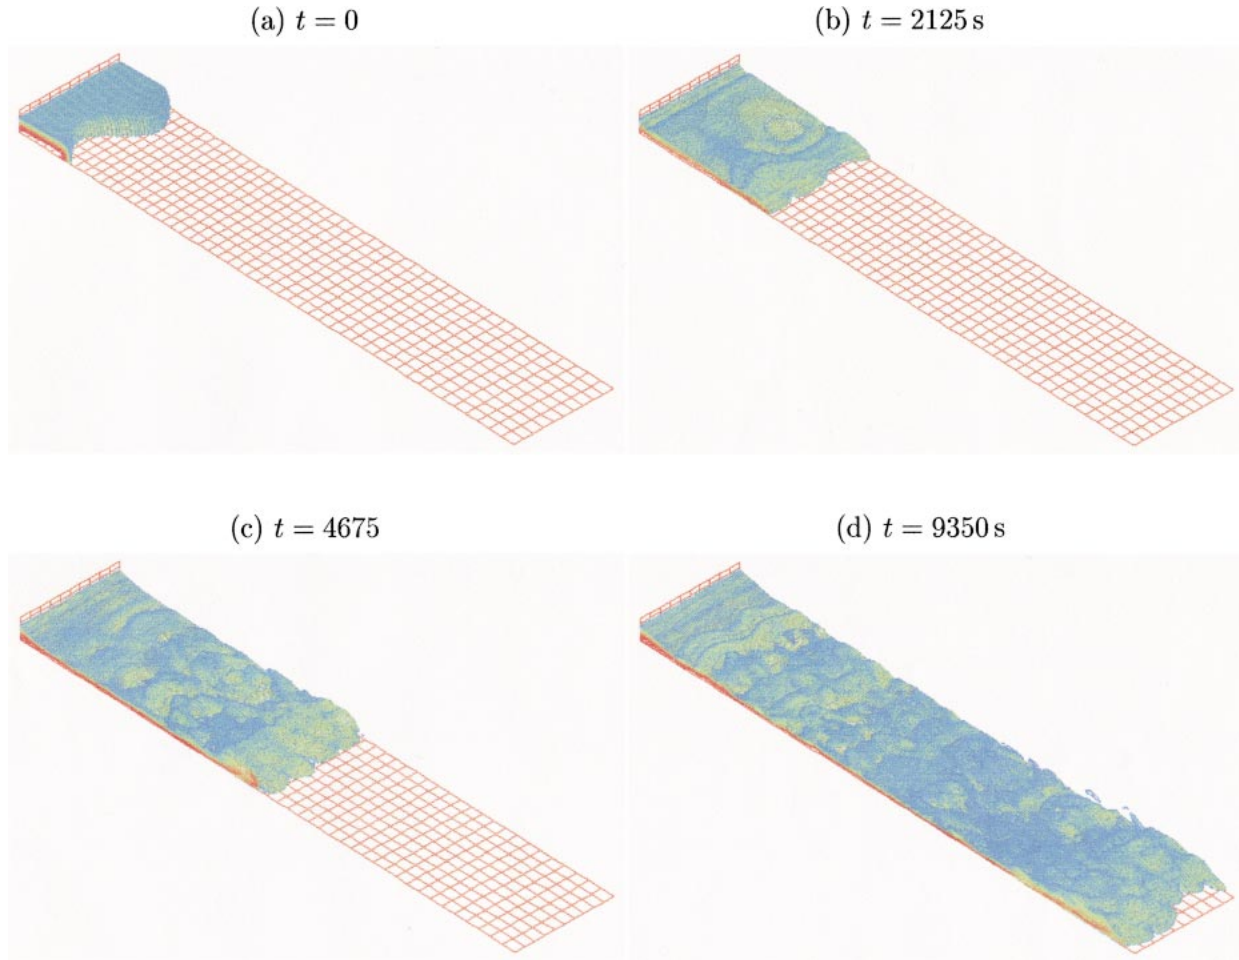 (a) t = 0
(b) t = 2125 s
(c) t = 4675
(d) t = 9350 s